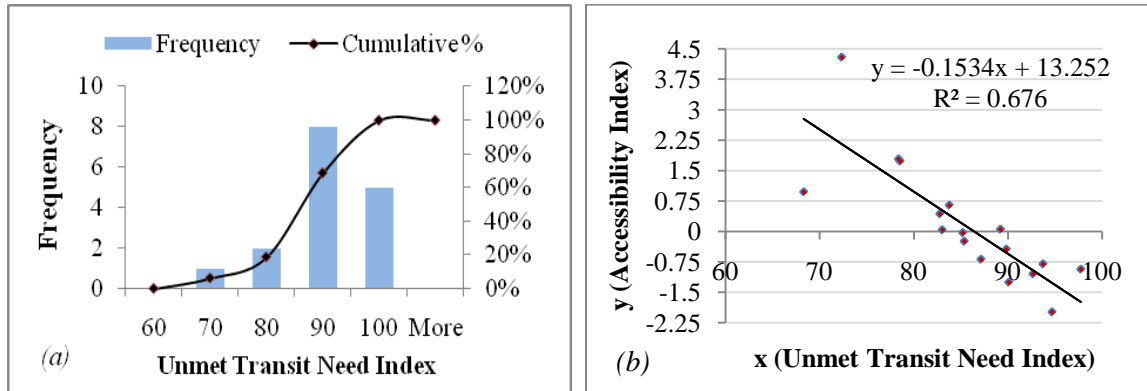 Frequency Cumulative %
10
8
6
4
2
0
120%
100%
80%
60%
40%
20%
0%
Frequency
60 70 80 90 100 More
(a)
Unmet Transit Need Index
4.5
3.75
3
2.25
1.5
0.75
0
-0.75
-1.5
-2.25
y (Accessibility Index)
y = -0.1534x + 13.252
R² = 0.676
60 70 80 90 100
(b)
x (Unmet Transit Need Index)